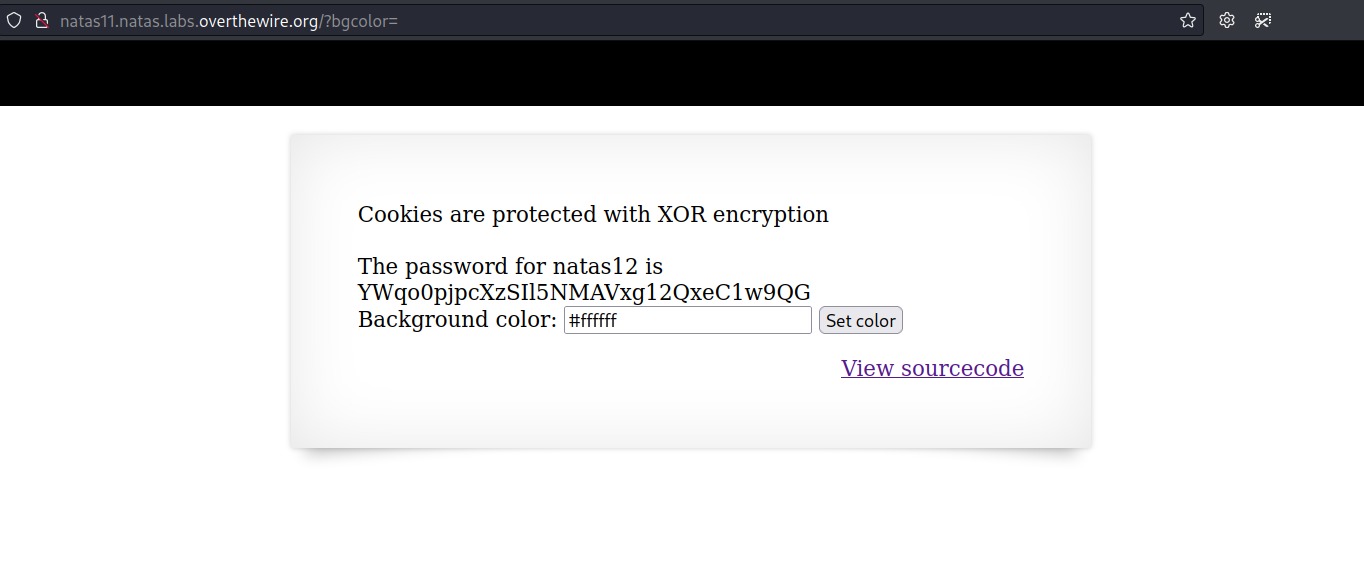 natas11.natas.labs.overthewire.org/?bgcolor=
Cookies are protected with XOR encryption
The password for natas12 is
YWqo0pjpcXzSIl5NMAVxg12QxeC1w9QG
Background color: #ffffff Set color
View sourcecode